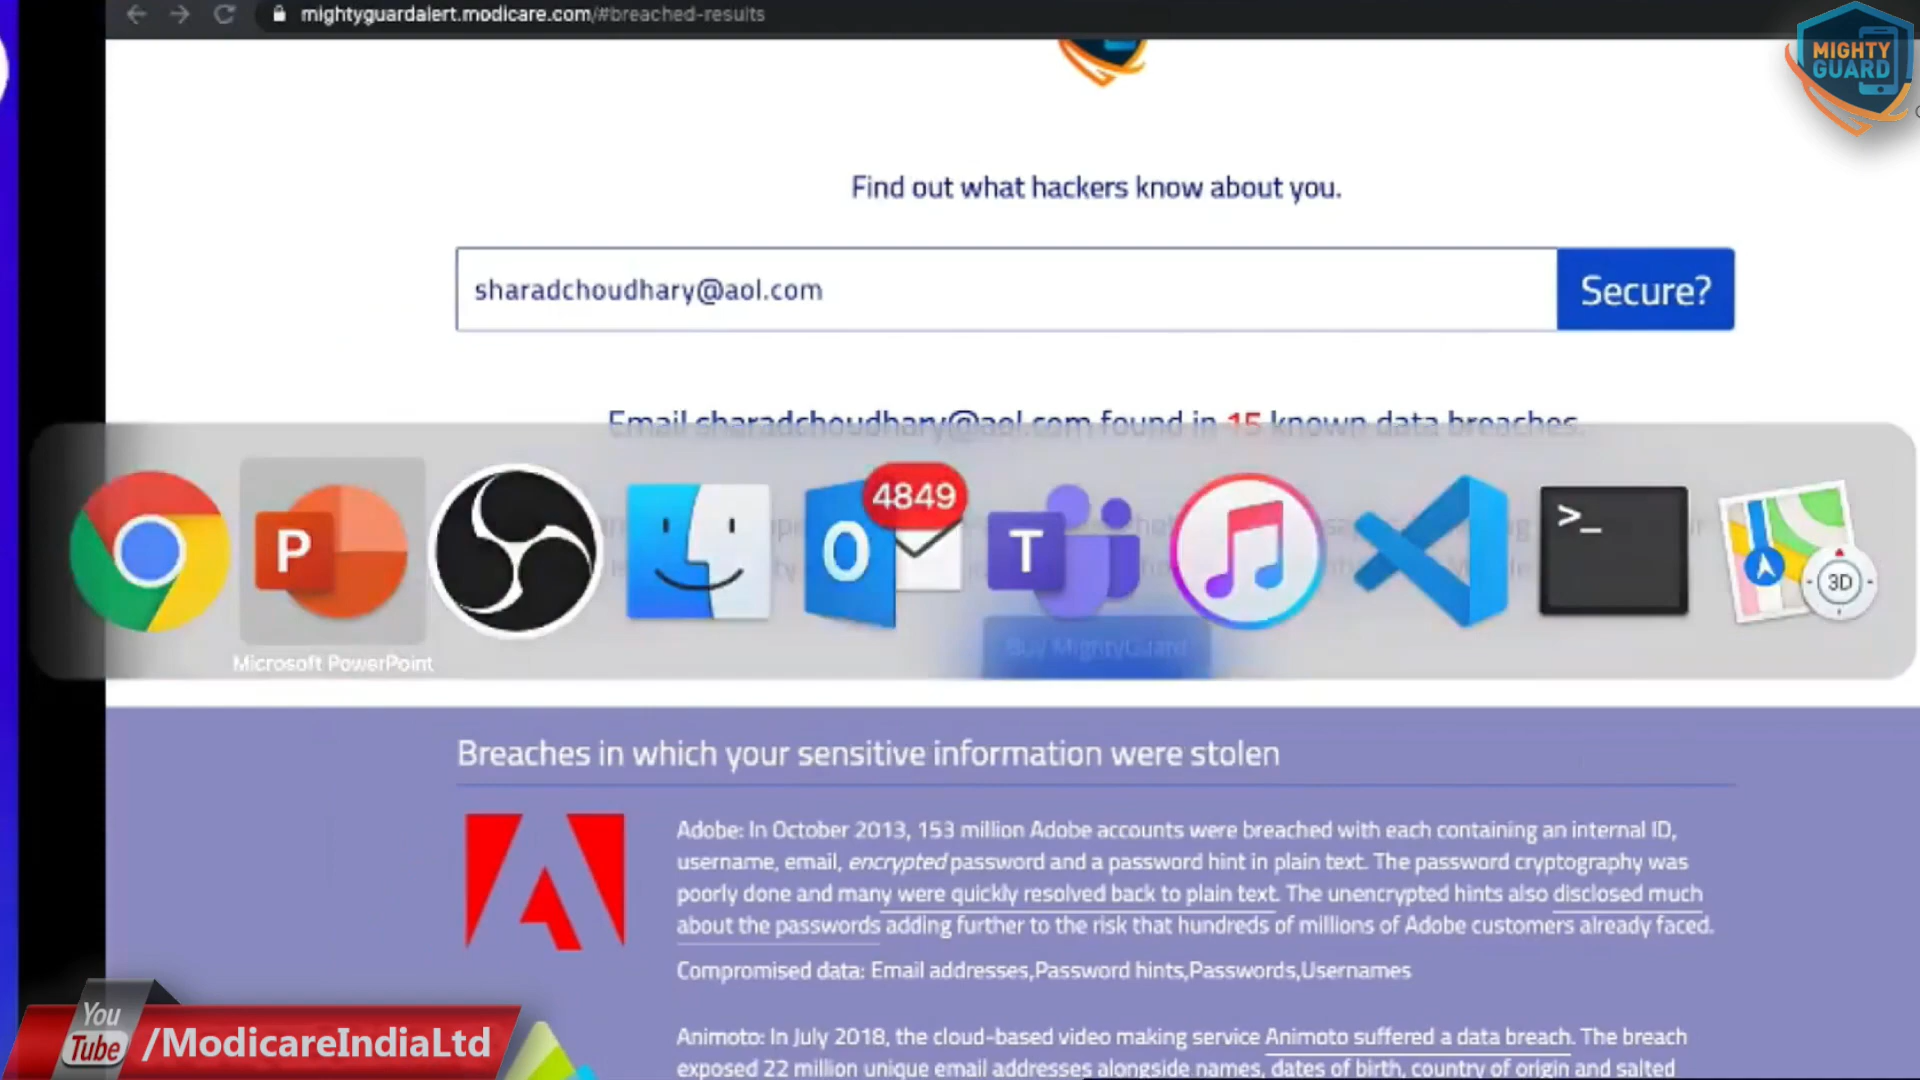 mightyguardalert.modicare.com/#breached-results
MIGHTY
GUARD
Find out what hackers know about you.
sharadchoudhary@aol.com
Secure?
Email sharadchoudhary@aol.com found in 15 known data breaches.
4849
P
O
T
>_
3D
Microsoft PowerPoint
Buy MightyGuard
Breaches in which your sensitive information were stolen
Adobe: In October 2013, 153 million Adobe accounts were breached with each containing an internal ID,
username, email, encrypted password and a password hint in plain text. The password cryptography was
poorly done and many were quickly resolved back to plain text. The unencrypted hints also disclosed much
about the passwords adding further to the risk that hundreds of millions of Adobe customers already faced.
Compromised data: Email addresses,Password hints,Passwords,Usernames
Animoto: In July 2018, the cloud-based video making service Animoto suffered a data breach. The breach
exposed 22 million unique email addresses alongside names, dates of birth, country of origin and salted
You
Tube
/ModicareIndiaLtd